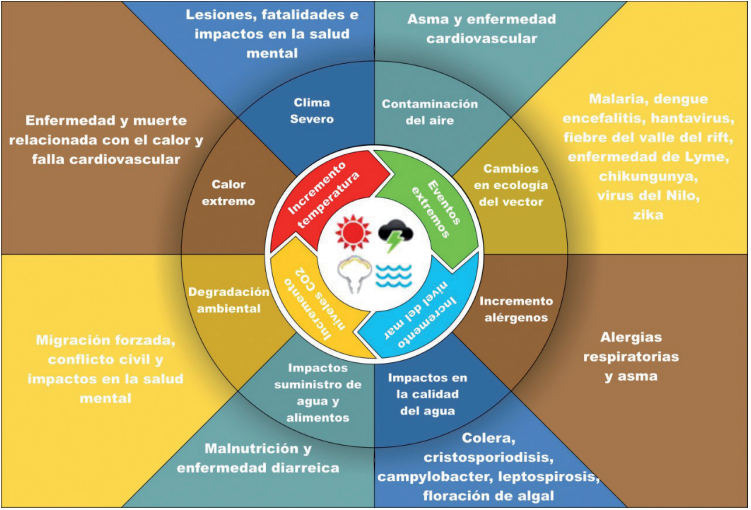 Lesiones, fatalidades e
impactos en la salud
mental
Asma y enfermedad
cardiovascular
Malaria, dengue
encefalitis, hantavirus,
fiebre del valle del rift,
enfermedad de Lyme,
chikungunya,
virus del Nilo,
zika
Alergias
respiratorias
y asma
Colera,
cristosporiodisis,
campylobacter, leptospirosis,
floración de algal
Malnutrición y
enfermedad diarreica
Migración forzada,
conflicto civil y
impactos en la salud
mental
Enfermedad y muerte
relacionada con el calor y
falla cardiovascular
Clima
Severo
Contaminación
del aire
Cambios
en ecología
del vector
Incremento
alérgenos
Impactos en
la calidad
del agua
Impactos
suministro de
agua y
alimentos
Degradación
ambiental
Calor
extremo
Incremento
temperatura
Eventos
extremos
Incremento
nivel del mar
Incremento
niveles CO2